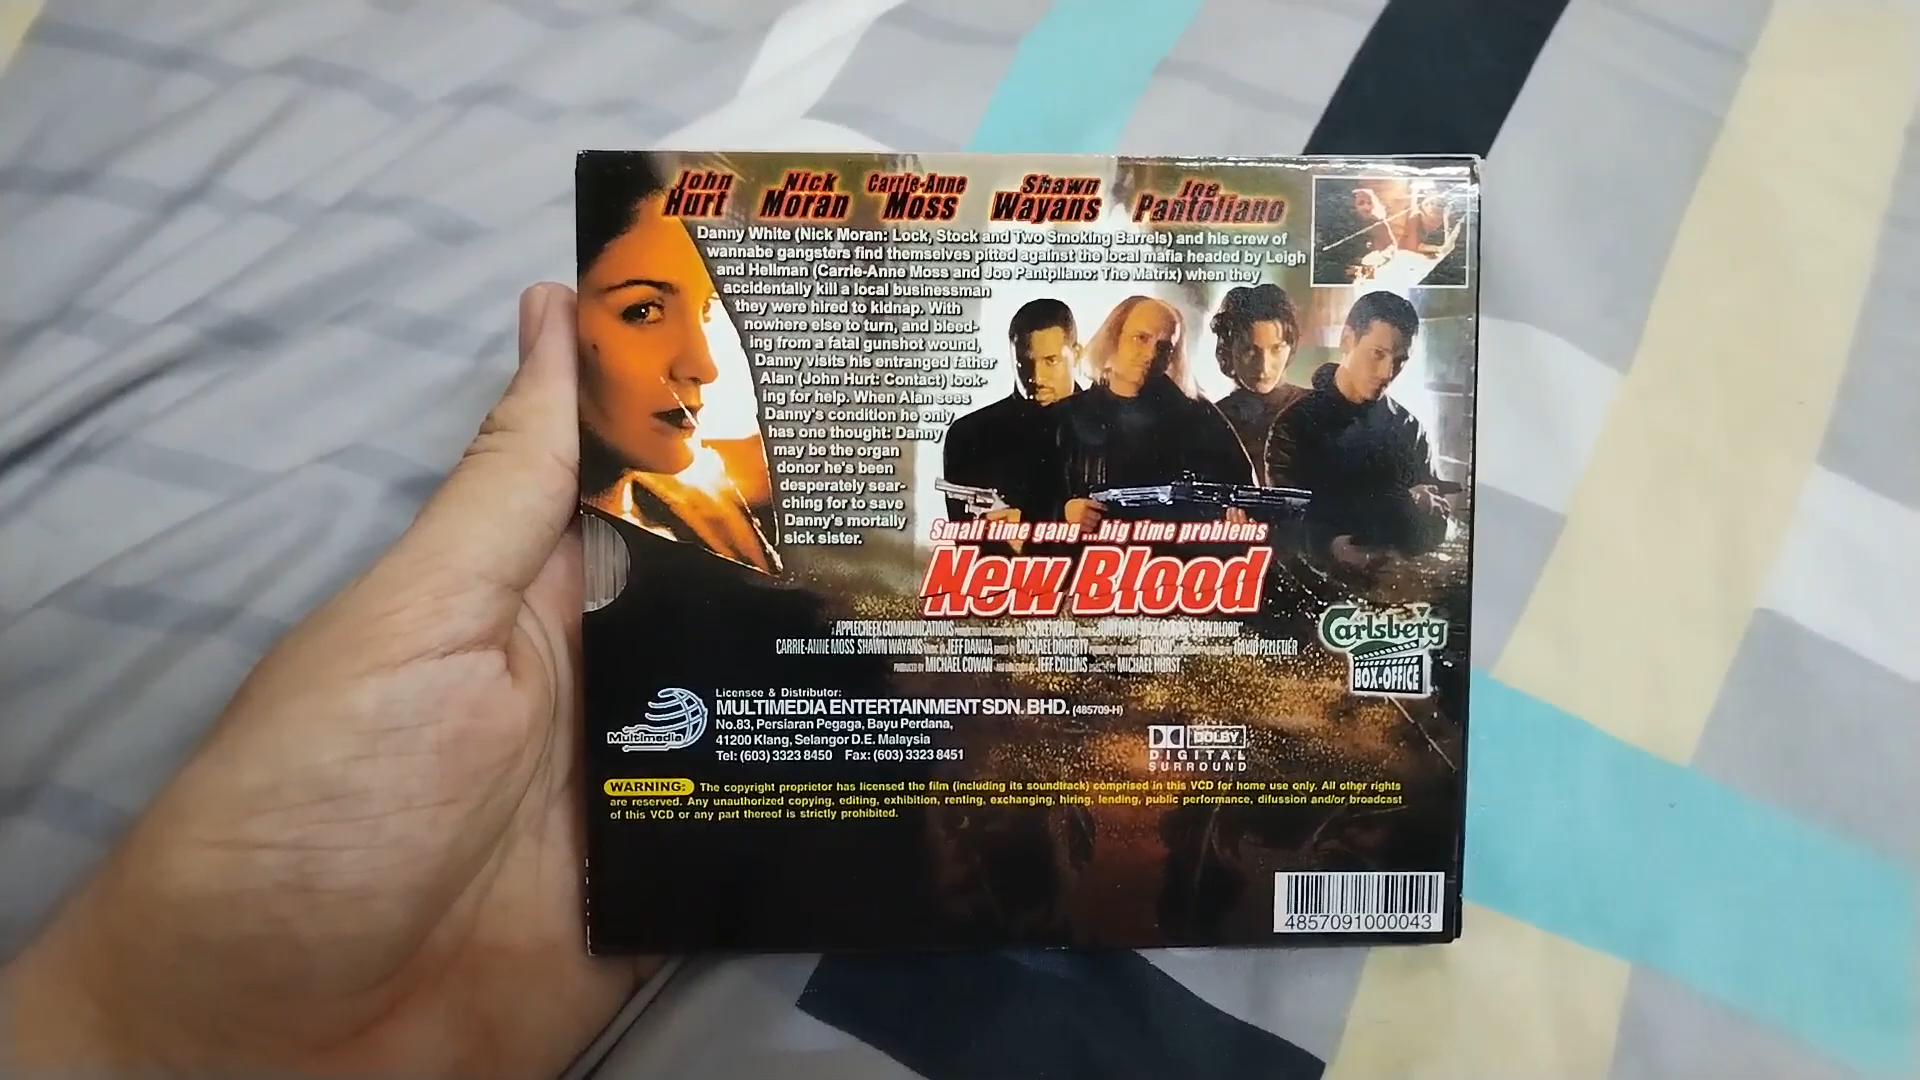 John Hurt Nick Moran Carrie-Anne Moss Shawn Wayans Joe Pantoliano
Danny White (Nick Moran: Lock, Stock and Two Smoking Barrels) and his crew of
wannabe gangsters find themselves pitted against the local mafia headed by Leigh
and Hellman (Carrie-Anne Moss and Joe Pantpliano: The Matrix) when they
accidentally kill a local businessman
they were hired to kidnap. With
nowhere else to turn, and bleed-
ing from a fatal gunshot wound,
Danny visits his entranged father
Alan (John Hurt: Contact) look-
ing for help. When Alan sees
Danny's condition he only
has one thought: Danny
may be the organ
donor he's been
desperately sear-
ching for to save
Danny's mortally
sick sister.
Small time gang...big time problems
New Blood
APPLECREEK COMMUNICATIONS NEW BLOOD"
CARRIE-ANNE MOSS SHAWN WAYANS JEFF DANNA MICHAEL DOHERTY DAVID PELLETIER
PRODUCED BY MICHAEL COWAN JEFF COLLINS MICHAEL HURST
Carlsberg
BOX-OFFICE
Multimedia
Licensee & Distributor:
MULTIMEDIA ENTERTAINMENT SDN. BHD. (485709-H)
No.83, Persiaran Pegaga, Bayu Perdana,
41200 Klang, Selangor D.E. Malaysia
Tel: (603) 3323 8450 Fax: (603) 3323 8451
DOLBY
DIGITAL
SURROUND
WARNING: The copyright proprietor has licensed the film (including its soundtrack) comprised in this VCD for home use only. All other rights
are reserved. Any unauthorized copying, editing, exhibition, renting, exchanging, hiring, lending, public performance, difussion and/or broadcast
of this VCD or any part thereof is strictly prohibited.
4857091000043